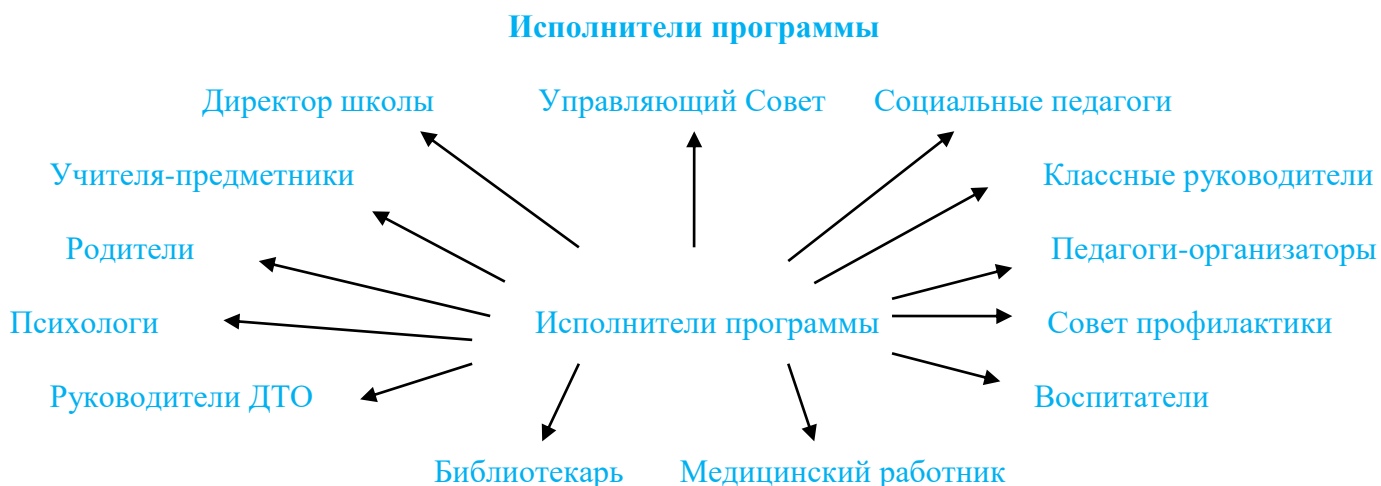 Исполнители программы
Директор школы Управляющий Совет Социальные педагоги
Учителя-предметники Классные руководители
Родители Педагоги-организаторы
Психологи Исполнители программы Совет профилактики
Руководители ДТО Воспитатели
Библиотекарь Медицинский работник